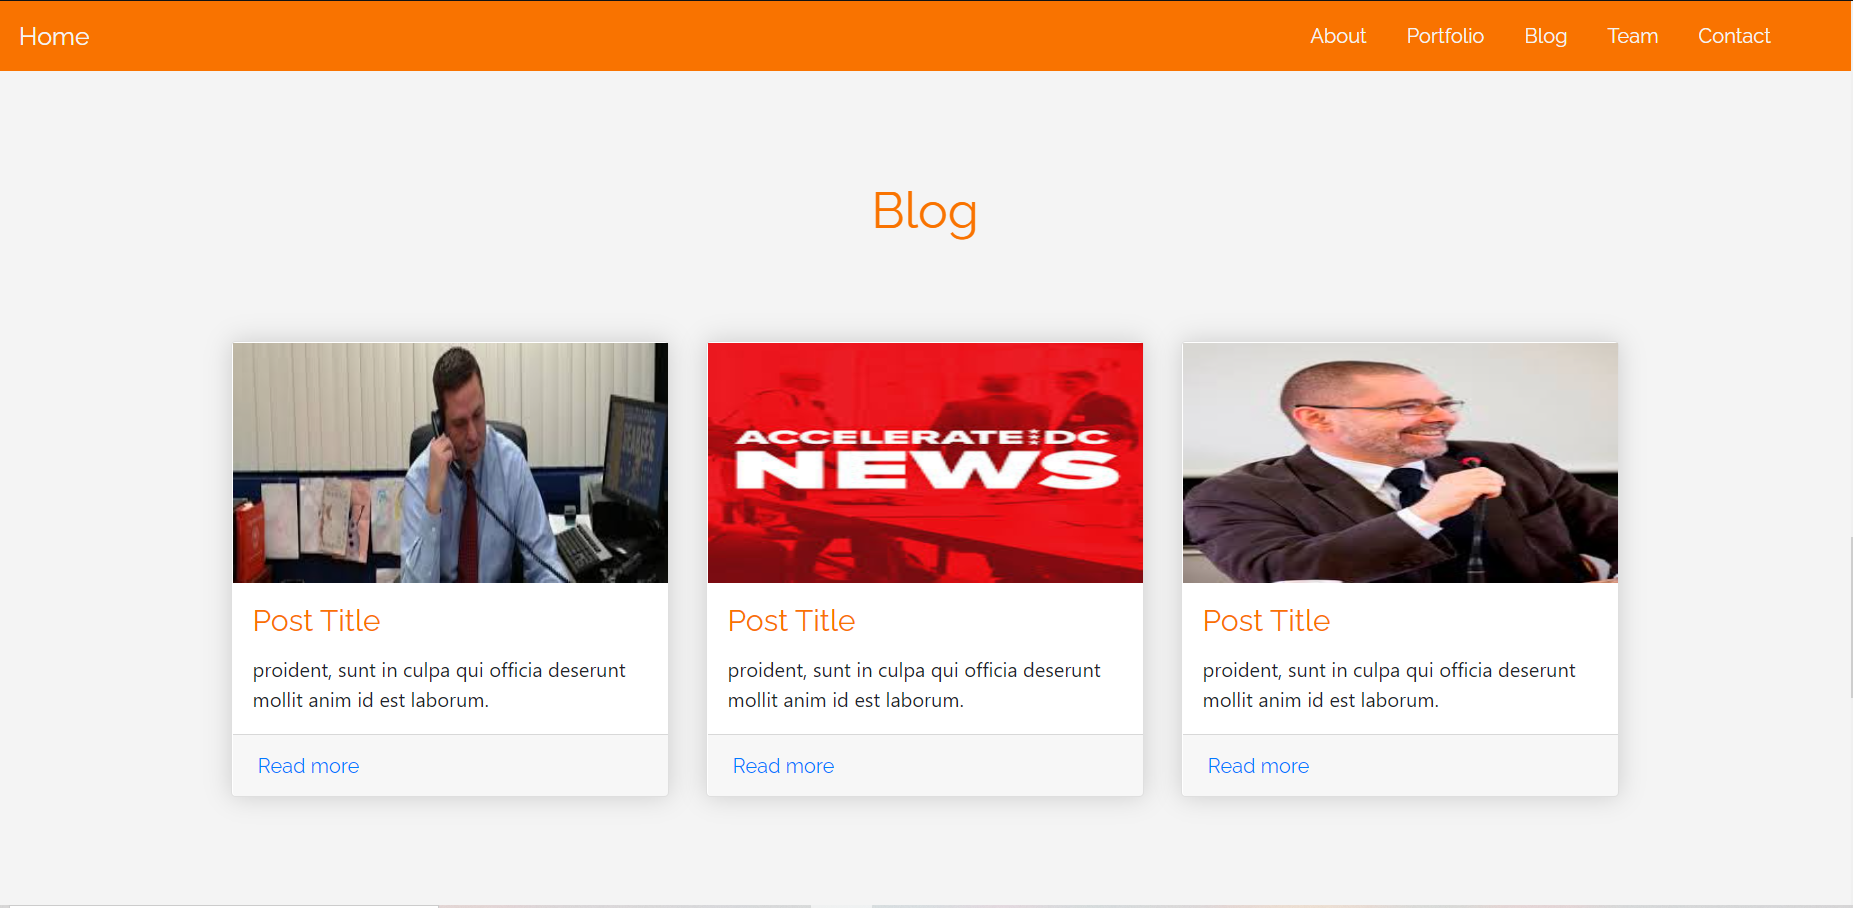 Home About Portfolio Blog Team Contact
Blog
ACCELERATE DC
NEWS
Post Title
proident, sunt in culpa qui officia deserunt
mollit anim id est laborum.
Read more
Post Title
proident, sunt in culpa qui officia deserunt
mollit anim id est laborum.
Read more
Post Title
proident, sunt in culpa qui officia deserunt
mollit anim id est laborum.
Read more